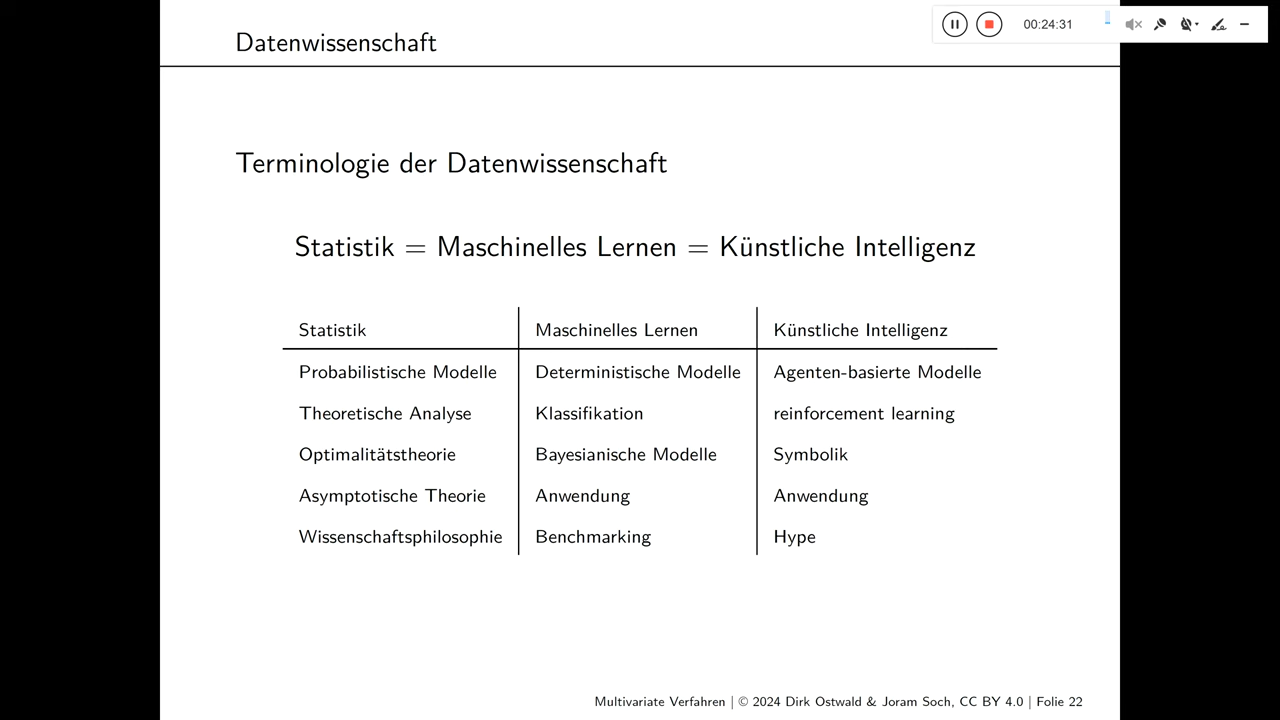 00:24:31
Datenwissenschaft
Terminologie der Datenwissenschaft
Statistik = Maschinelles Lernen = Künstliche Intelligenz
Statistik Maschinelles Lernen Künstliche Intelligenz
Probabilistische Modelle Deterministische Modelle Agenten-basierte Modelle
Theoretische Analyse Klassifikation reinforcement learning
Optimalitätstheorie Bayesianische Modelle Symbolik
Asymptotische Theorie Anwendung Anwendung
Wissenschaftsphilosophie Benchmarking Hype
Multivariate Verfahren | © 2024 Dirk Ostwald & Joram Soch, CC BY 4.0 | Folie 22